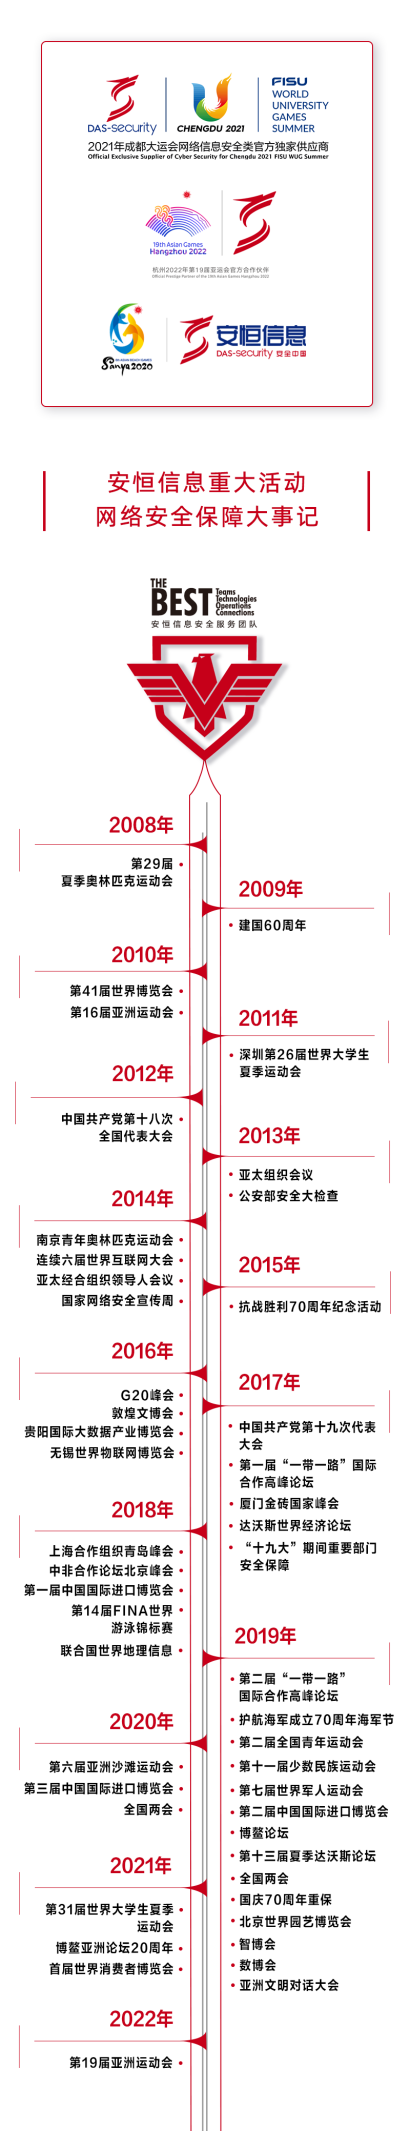 DAS-security
CHENGDU 2021
FISU
WORLD
UNIVERSITY
GAMES
SUMMER
2021年成都大运会网络信息安全类官方独家供应商
Official Exclusive Supplier of Cyber Security for Chengdu 2021 FISU WUG Summer
19th Asian Games
Hangzhou 2022
杭州2022年第19届亚运会官方合作伙伴
Official Prestige Partner of the 19th Asian Games Hangzhou 2022
6th ASIAN BEACH GAMES
Sanya 2020
安恒信息
DAS-security 安全中国
安恒信息重大活动
网络安全保障大事记
THE
BEST
Teams
Technologies
Operations
Connections
安恒信息安全服务团队
2008年
第29届
夏季奥林匹克运动会
2009年
建国60周年
2010年
第41届世界博览会
第16届亚洲运动会
2011年
深圳第26届世界大学生
夏季运动会
2012年
中国共产党第十八次
全国代表大会
2013年
亚太组织会议
公安部安全大检查
2014年
南京青年奥林匹克运动会
连续六届世界互联网大会
亚太经合组织领导人会议
国家网络安全宣传周
2015年
抗战胜利70周年纪念活动
2016年
G20峰会
敦煌文博会
贵阳国际大数据产业博览会
无锡世界物联网博览会
2017年
中国共产党第十九次代表
大会
第一届“一带一路”国际
合作高峰论坛
厦门金砖国家峰会
达沃斯世界经济论坛
“十九大”期间重要部门
安全保障
2018年
上海合作组织青岛峰会
中非合作论坛北京峰会
第一届中国国际进口博览会
第14届FINA世界
游泳锦标赛
联合国世界地理信息
2019年
第二届“一带一路”
国际合作高峰论坛
护航海军成立70周年海军节
第二届全国青年运动会
第十一届少数民族运动会
第七届世界军人运动会
第二届中国国际进口博览会
博鳌论坛
第十三届夏季达沃斯论坛
全国两会
国庆70周年重保
北京世界园艺博览会
智博会
数博会
亚洲文明对话大会
2020年
第六届亚洲沙滩运动会
第三届中国国际进口博览会
全国两会
2021年
第31届世界大学生夏季
运动会
博鳌亚洲论坛20周年
首届世界消费者博览会
2022年
第19届亚洲运动会